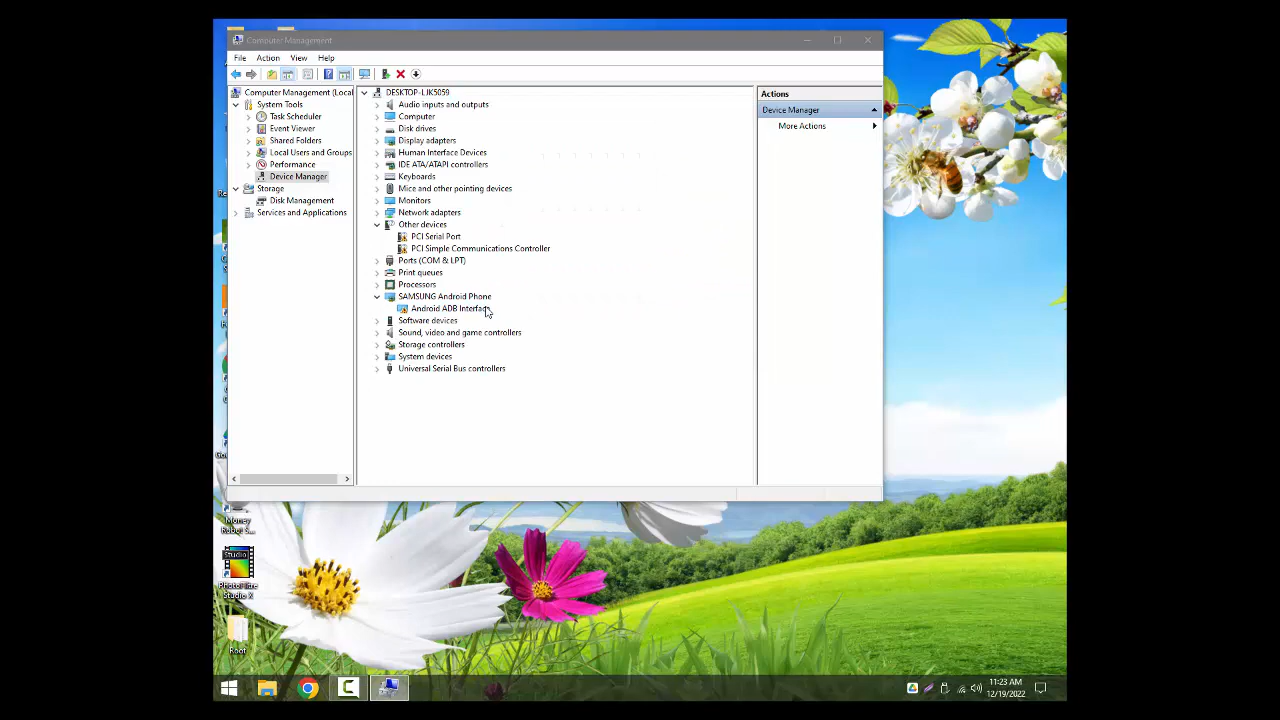 Computer Management
File Action View Help
Computer Management (Local
System Tools
Task Scheduler
Event Viewer
Shared Folders
Local Users and Groups
Performance
Device Manager
Storage
Disk Management
Services and Applications
DESKTOP-LJK5059
Audio inputs and outputs
Computer
Disk drives
Display adapters
Human Interface Devices
IDE ATA/ATAPI controllers
Keyboards
Mice and other pointing devices
Monitors
Network adapters
Other devices
PCI Serial Port
PCI Simple Communications Controller
Ports (COM & LPT)
Print queues
Processors
SAMSUNG Android Phone
Android ADB Interface
Software devices
Sound, video and game controllers
Storage controllers
System devices
Universal Serial Bus controllers
Actions
Device Manager
More Actions
Money
Robot S...
Studio
Studio X
Root
11:23 AM
12/19/2022